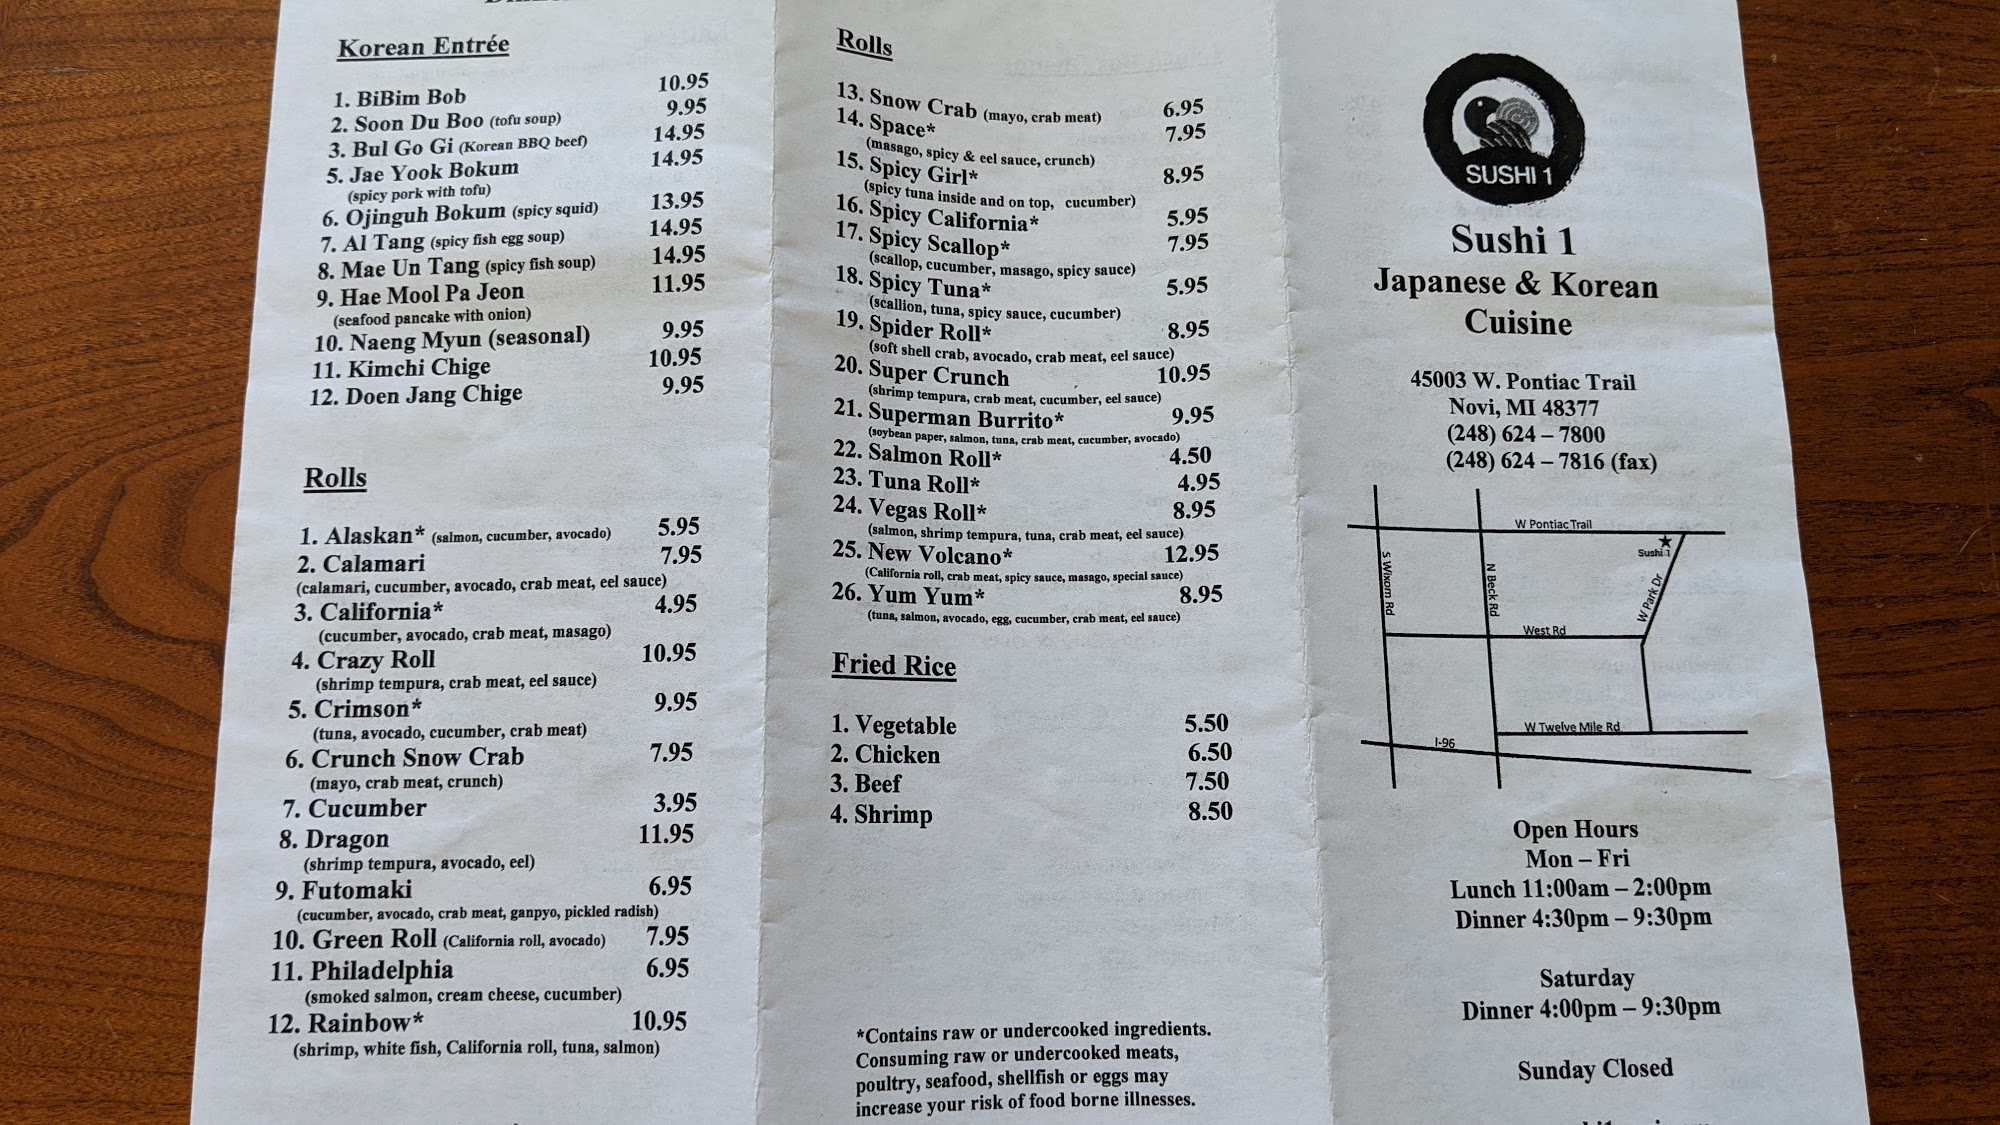 Korean Entrée
1. BiBim Bob 10.95
2. Soon Du Boo (tofu soup) 9.95
3. Bul Go Gi (Korean BBQ beef) 14.95
5. Jae Yook Bokum 14.95
(spicy pork with tofu)
6. Ojinguh Bokum (spicy squid) 13.95
7. Al Tang (spicy fish egg soup) 14.95
8. Mae Un Tang (spicy fish soup) 14.95
9. Hae Mool Pa Jeon 11.95
(seafood pancake with onion)
10. Naeng Myun (seasonal) 9.95
11. Kimchi Chige 10.95
12. Doen Jang Chige 9.95
Rolls
1. Alaskan* (salmon, cucumber, avocado) 5.95
2. Calamari 7.95
(calamari, cucumber, avocado, crab meat, eel sauce)
3. California* 4.95
(cucumber, avocado, crab meat, masago)
4. Crazy Roll 10.95
(shrimp tempura, crab meat, eel sauce)
5. Crimson* 9.95
(tuna, avocado, cucumber, crab meat)
6. Crunch Snow Crab 7.95
(mayo, crab meat, crunch)
7. Cucumber 3.95
8. Dragon 11.95
(shrimp tempura, avocado, eel)
9. Futomaki 6.95
(cucumber, avocado, crab meat, ganpyo, pickled radish)
10. Green Roll (California roll, avocado) 7.95
11. Philadelphia 6.95
(smoked salmon, cream cheese, cucumber)
12. Rainbow* 10.95
(shrimp, white fish, California roll, tuna, salmon)
Rolls
13. Snow Crab (mayo, crab meat) 6.95
14. Space* 7.95
(masago, spicy & eel sauce, crunch)
15. Spicy Girl* 8.95
(spicy tuna inside and on top, cucumber)
16. Spicy California* 5.95
17. Spicy Scallop* 7.95
(scallop, cucumber, masago, spicy sauce)
18. Spicy Tuna* 5.95
(scallion, tuna, spicy sauce, cucumber)
19. Spider Roll* 8.95
(soft shell crab, avocado, crab meat, eel sauce)
20. Super Crunch 10.95
(shrimp tempura, crab meat, cucumber, eel sauce)
21. Superman Burrito* 9.95
(soybean paper, salmon, tuna, crab meat, cucumber, avocado)
22. Salmon Roll* 4.50
23. Tuna Roll* 4.95
24. Vegas Roll* 8.95
(salmon, shrimp tempura, tuna, crab meat, eel sauce)
25. New Volcano* 12.95
(California roll, crab meat, spicy sauce, masago, special sauce)
26. Yum Yum* 8.95
(tuna, salmon, avocado, egg, cucumber, crab meat, eel sauce)
Fried Rice
1. Vegetable 5.50
2. Chicken 6.50
3. Beef 7.50
4. Shrimp 8.50
*Contains raw or undercooked ingredients.
Consuming raw or undercooked meats,
poultry, seafood, shellfish or eggs may
increase your risk of food borne illnesses.
SUSHI 1
Sushi 1
Japanese & Korean
Cuisine
45003 W. Pontiac Trail
Novi, MI 48377
(248) 624 – 7800
(248) 624 – 7816 (fax)
W Pontiac Trail
Sushi 1
S Wixom Rd
N Beck Rd
W Park Dr
West Rd
W Twelve Mile Rd
I-96
Open Hours
Mon – Fri
Lunch 11:00am – 2:00pm
Dinner 4:30pm – 9:30pm
Saturday
Dinner 4:00pm – 9:30pm
Sunday Closed